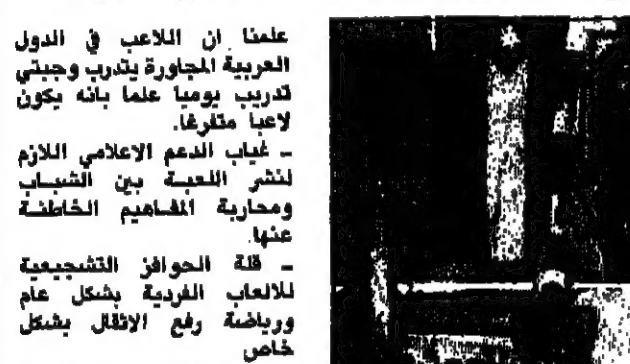 علمنا ان اللاعب في الدول
العربية المجاورة يتدرب وجبتي
تدريب يوميا علما بانه يكون
لاعبا متفرغا.
ـ غياب الدعم الاعلامي اللازم
لنشر اللعبة بين الشباب
ومحاربة المفاهيم الخاطئة
عنها.
ـ قلة الحوافز التشجيعية
للالعاب الفردية بشكل عام
ورياضة رفع الاثقال بشكل
خاص